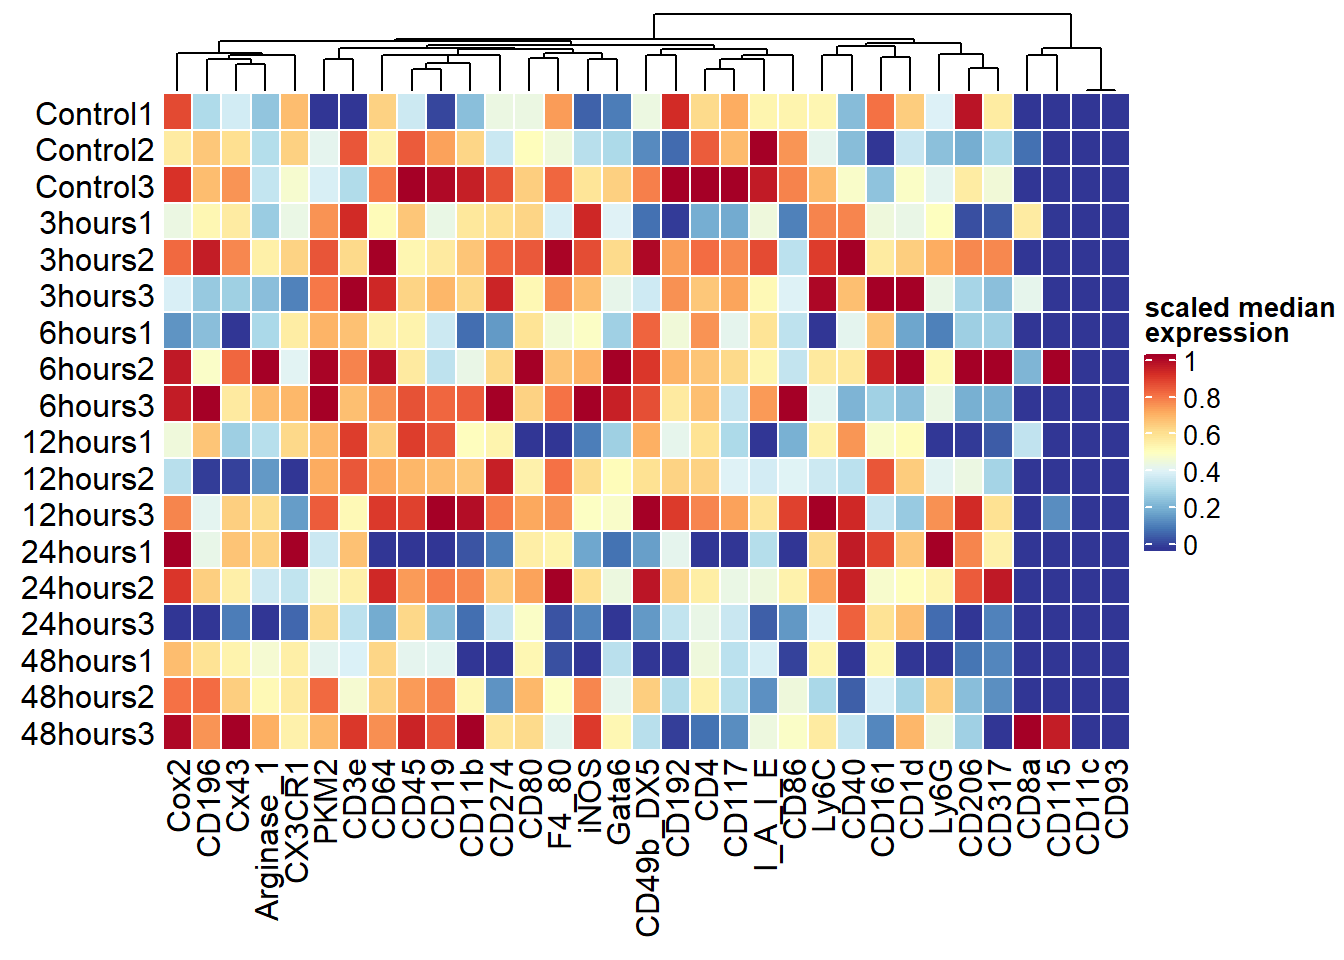 Control1
Control2
Control3
3hours1
3hours2
3hours3
6hours1
6hours2
6hours3
12hours1
12hours2
12hours3
24hours1
24hours2
24hours3
48hours1
48hours2
48hours3
Cox2
CD196
Cx43
Arginase_1
CX3CR1
PKM2
CD3e
CD64
CD45
CD19
CD11b
CD274
CD80
F4_80
iNOS
Gata6
CD49b_DX5
CD192
CD4
CD117
I_A_I_E
CD86
Ly6C
CD40
CD161
CD1d
Ly6G
CD206
CD317
CD8a
CD115
CD11c
CD93
scaled median
expression
1
0.8
0.6
0.4
0.2
0